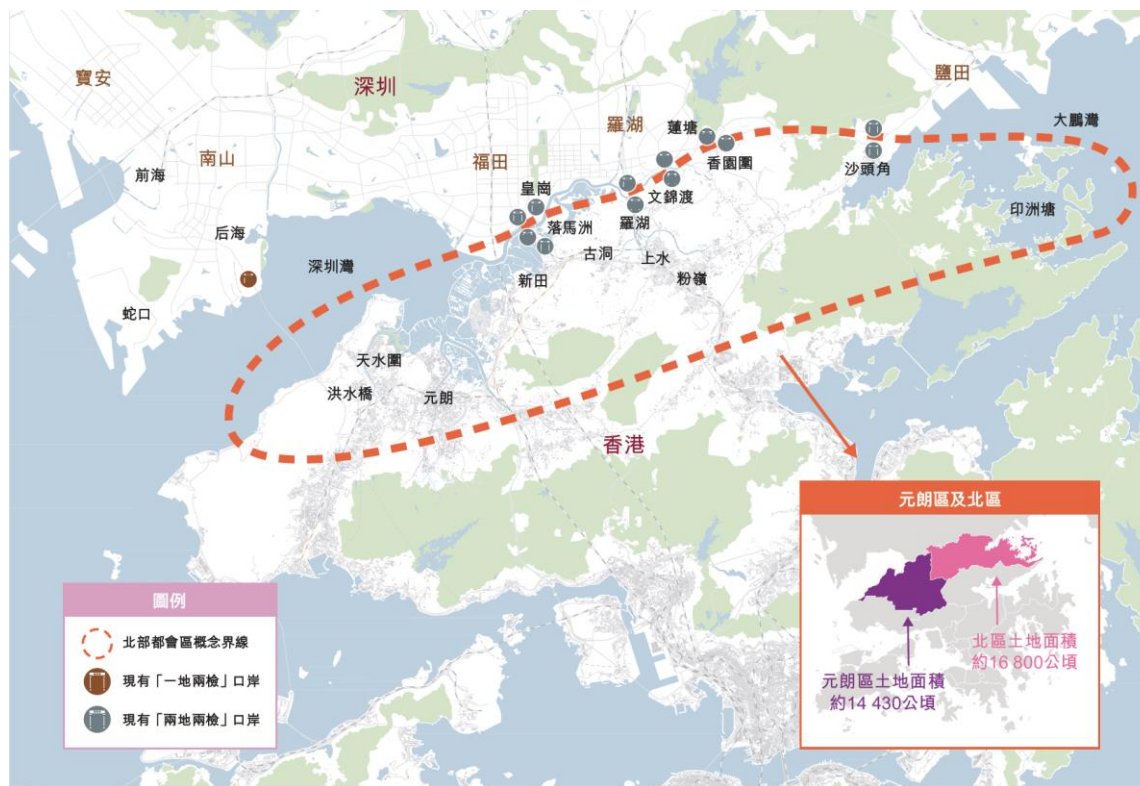 寶安
深圳
鹽田
大鵬灣
羅湖
蓮塘
南山
福田
香園圍
沙頭角
前海
皇崗
文錦渡
印洲塘
后海
落馬洲
羅湖
深圳灣
古洞
上水
新田
粉嶺
蛇口
天水圍
洪水橋
元朗
香港
圖例
北部都會區概念界線
現有「一地兩檢」口岸
現有「兩地兩檢」口岸
元朗區及北區
北區土地面積
約16 800公頃
元朗區土地面積
約14 430公頃